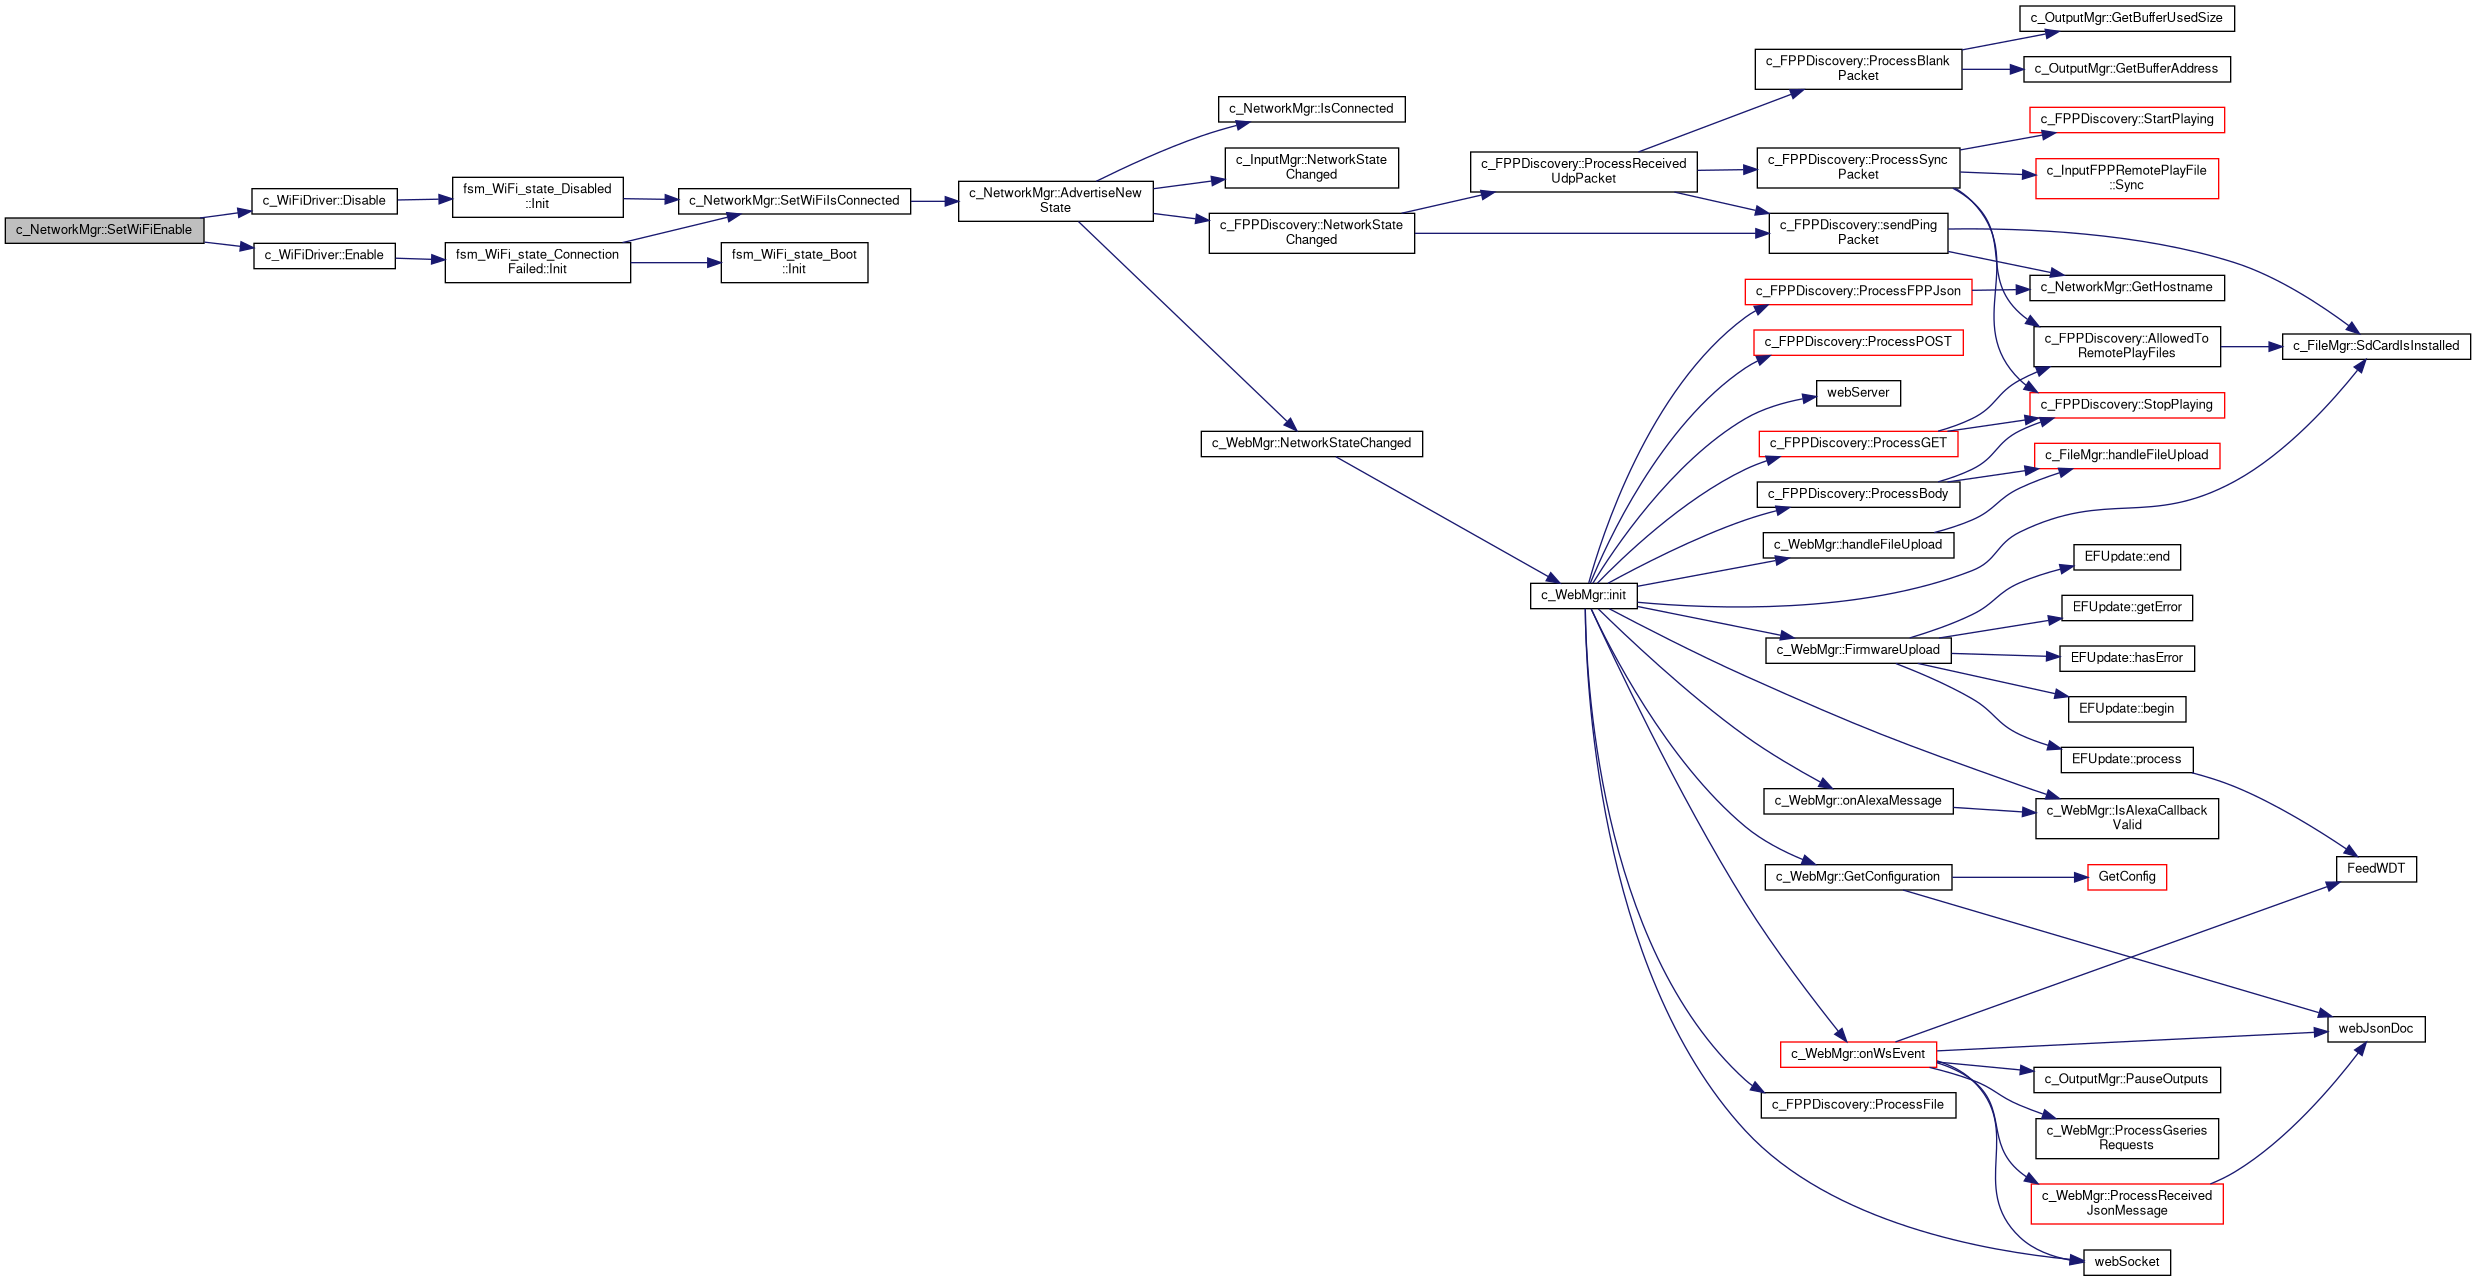 c_NetworkMgr::SetWiFiEnable
c_WiFiDriver::Disable
c_WiFiDriver::Enable
fsm_WiFi_state_Disabled
::Init
fsm_WiFi_state_Connection
Failed::Init
c_NetworkMgr::SetWiFiIsConnected
fsm_WiFi_state_Boot
::Init
c_NetworkMgr::AdvertiseNew
State
c_NetworkMgr::IsConnected
c_InputMgr::NetworkState
Changed
c_FPPDiscovery::NetworkState
Changed
c_WebMgr::NetworkStateChanged
c_FPPDiscovery::ProcessReceived
UdpPacket
c_WebMgr::init
c_FPPDiscovery::ProcessBlank
Packet
c_FPPDiscovery::ProcessSync
Packet
c_FPPDiscovery::sendPing
Packet
c_FPPDiscovery::ProcessFPPJson
c_FPPDiscovery::ProcessPOST
webServer
c_FPPDiscovery::ProcessGET
c_FPPDiscovery::ProcessBody
c_WebMgr::handleFileUpload
c_WebMgr::FirmwareUpload
c_WebMgr::onAlexaMessage
c_WebMgr::GetConfiguration
c_WebMgr::onWsEvent
c_FPPDiscovery::ProcessFile
c_OutputMgr::GetBufferUsedSize
c_OutputMgr::GetBufferAddress
c_FPPDiscovery::StartPlaying
c_InputFPPRemotePlayFile
::Sync
c_NetworkMgr::GetHostname
c_FPPDiscovery::AllowedTo
RemotePlayFiles
c_FPPDiscovery::StopPlaying
c_FileMgr::handleFileUpload
EFUpdate::end
EFUpdate::getError
EFUpdate::hasError
EFUpdate::begin
EFUpdate::process
c_WebMgr::IsAlexaCallback
Valid
GetConfig
c_OutputMgr::PauseOutputs
c_WebMgr::ProcessGseries
Requests
c_WebMgr::ProcessReceived
JsonMessage
webSocket
c_FileMgr::SdCardIsInstalled
FeedWDT
webJsonDoc